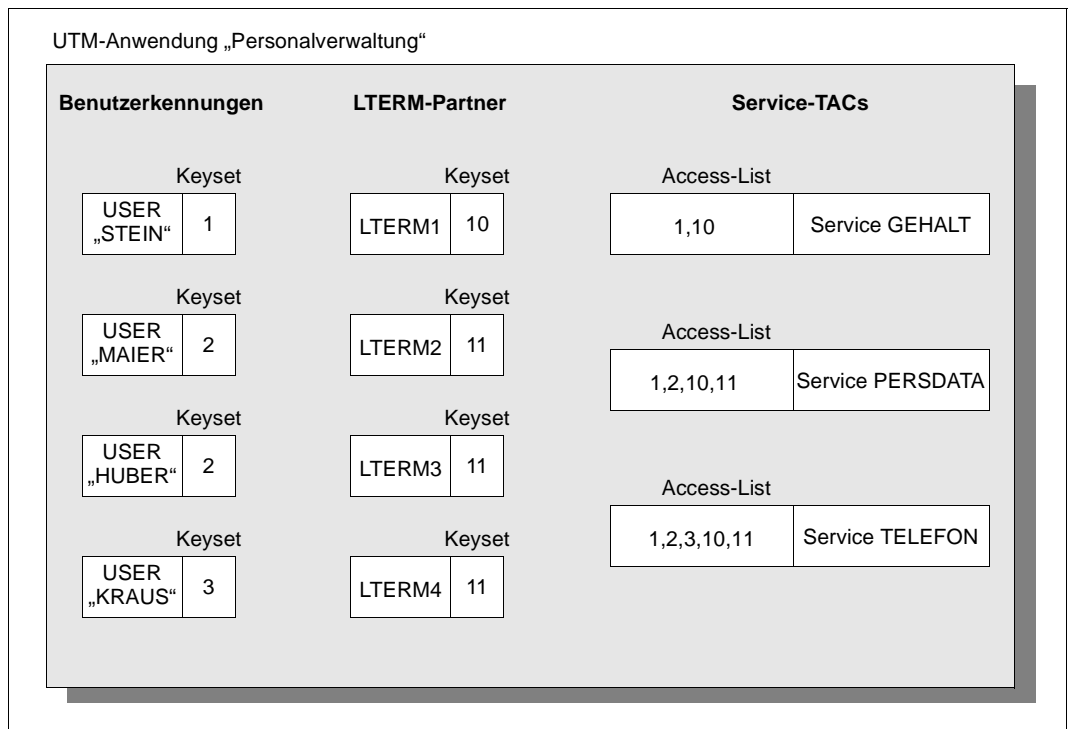 UTM-Anwendung „Personalverwaltung“
Benutzerkennungen
LTERM-Partner
Service-TACs
Keyset
USER
„STEIN“
1
Keyset
LTERM1
10
Access-List
1,10
Service GEHALT
Keyset
USER
„MAIER“
2
Keyset
LTERM2
11
Access-List
1,2,10,11
Service PERSDATA
Keyset
USER
„HUBER“
2
Keyset
LTERM3
11
Access-List
1,2,3,10,11
Service TELEFON
Keyset
USER
„KRAUS“
3
Keyset
LTERM4
11